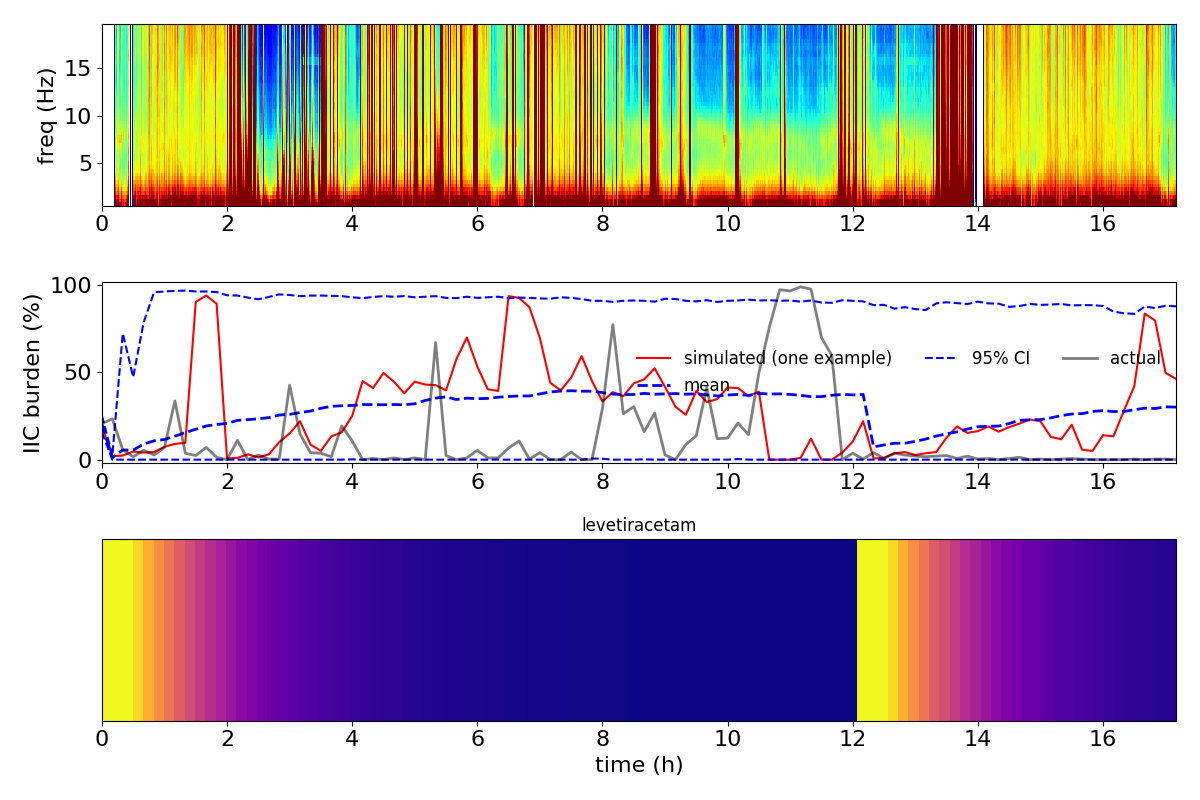 freq (Hz)
15
10
5
0 2 4 6 8 10 12 14 16
IIC burden (%)
100
50
0
simulated (one example) 95% CI actual
mean
0 2 4 6 8 10 12 14 16
levetiracetam
0 2 4 6 8 10 12 14 16
time (h)